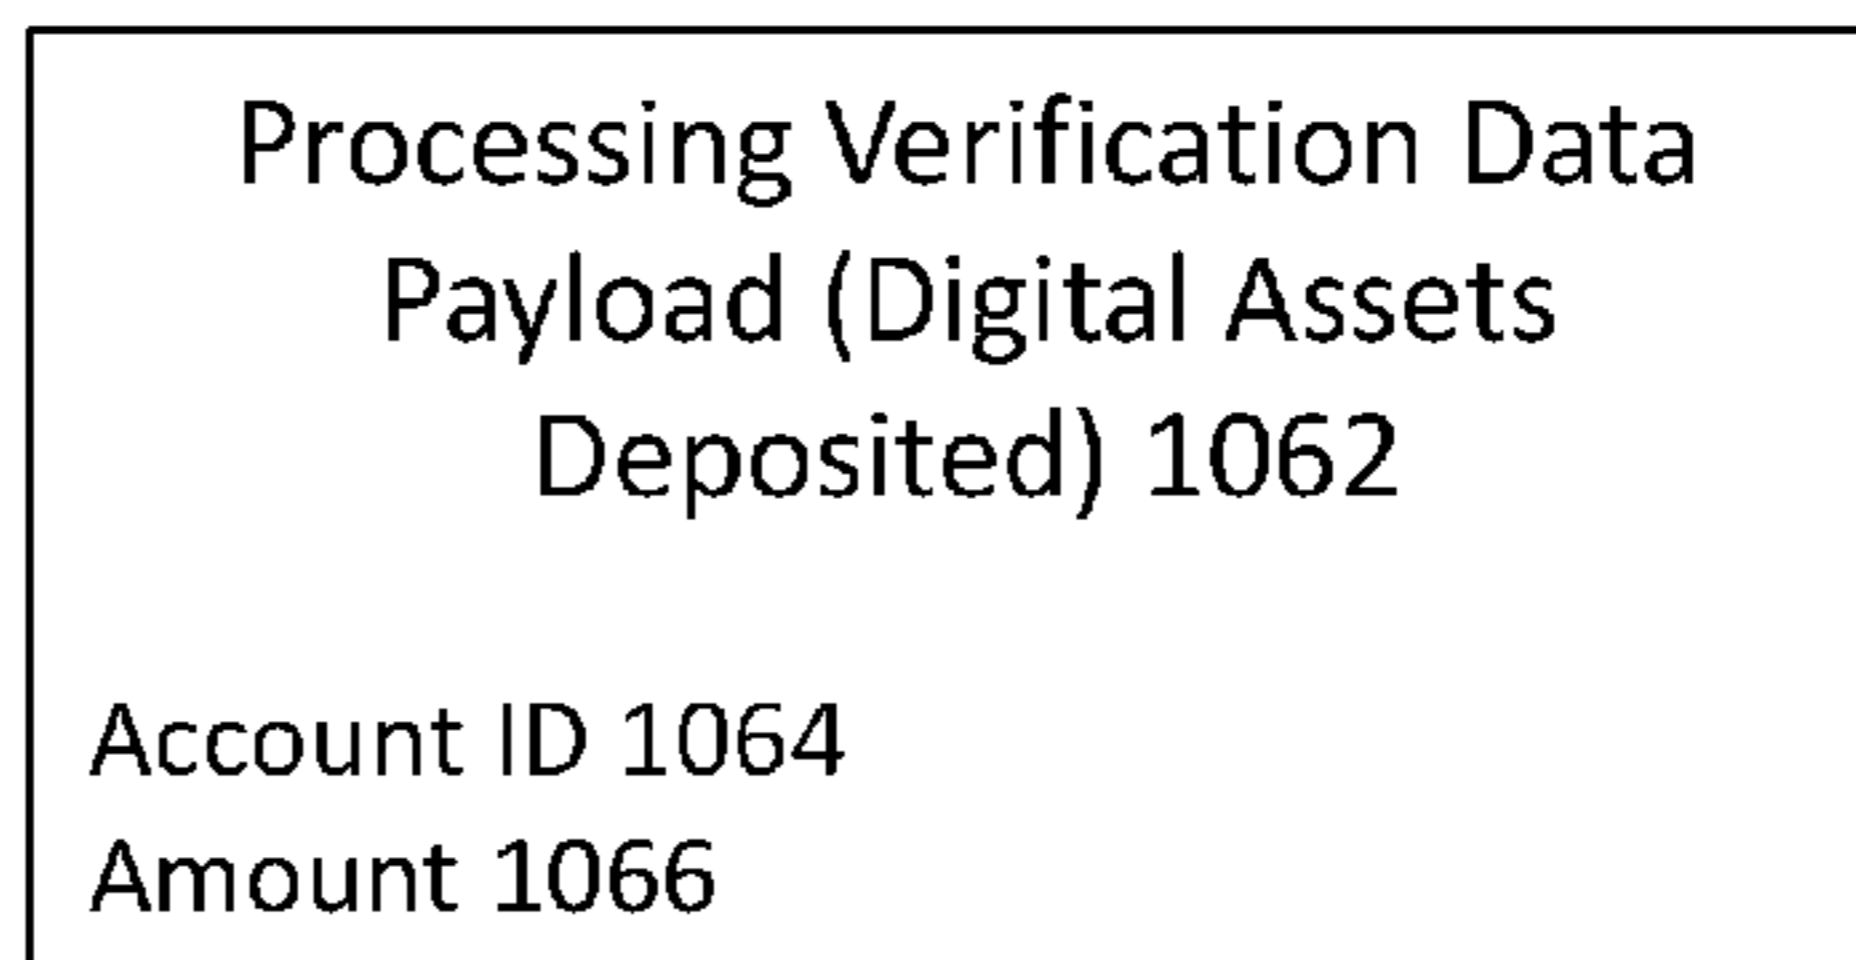 Processing Verification Data
Payload (Digital Assets
Deposited) 1062
Account ID 1064
Amount 1066